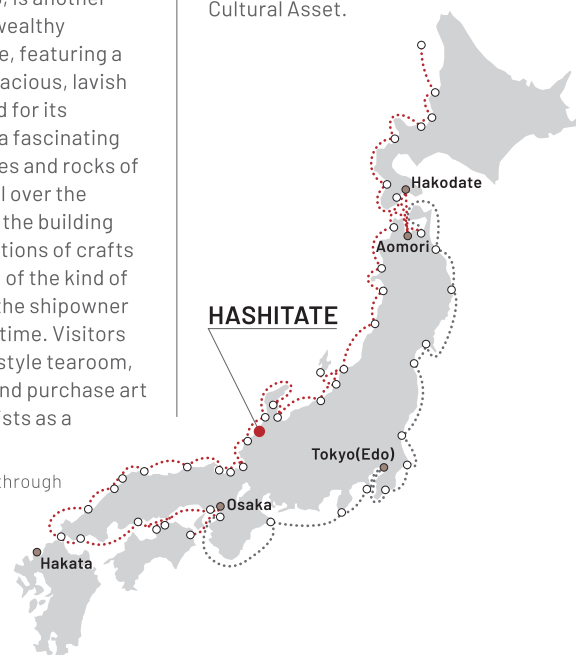 , is another
wealthy
e, featuring a
acious, lavish
d for its
a fascinating
es and rocks of
l over the
the building
tions of crafts
of the kind of
the shipowner
time. Visitors
style tearoom,
nd purchase art
ists as a
through
Cultural Asset.
Hakodate
Aomori
HASHITATE
Tokyo(Edo)
Osaka
Hakata